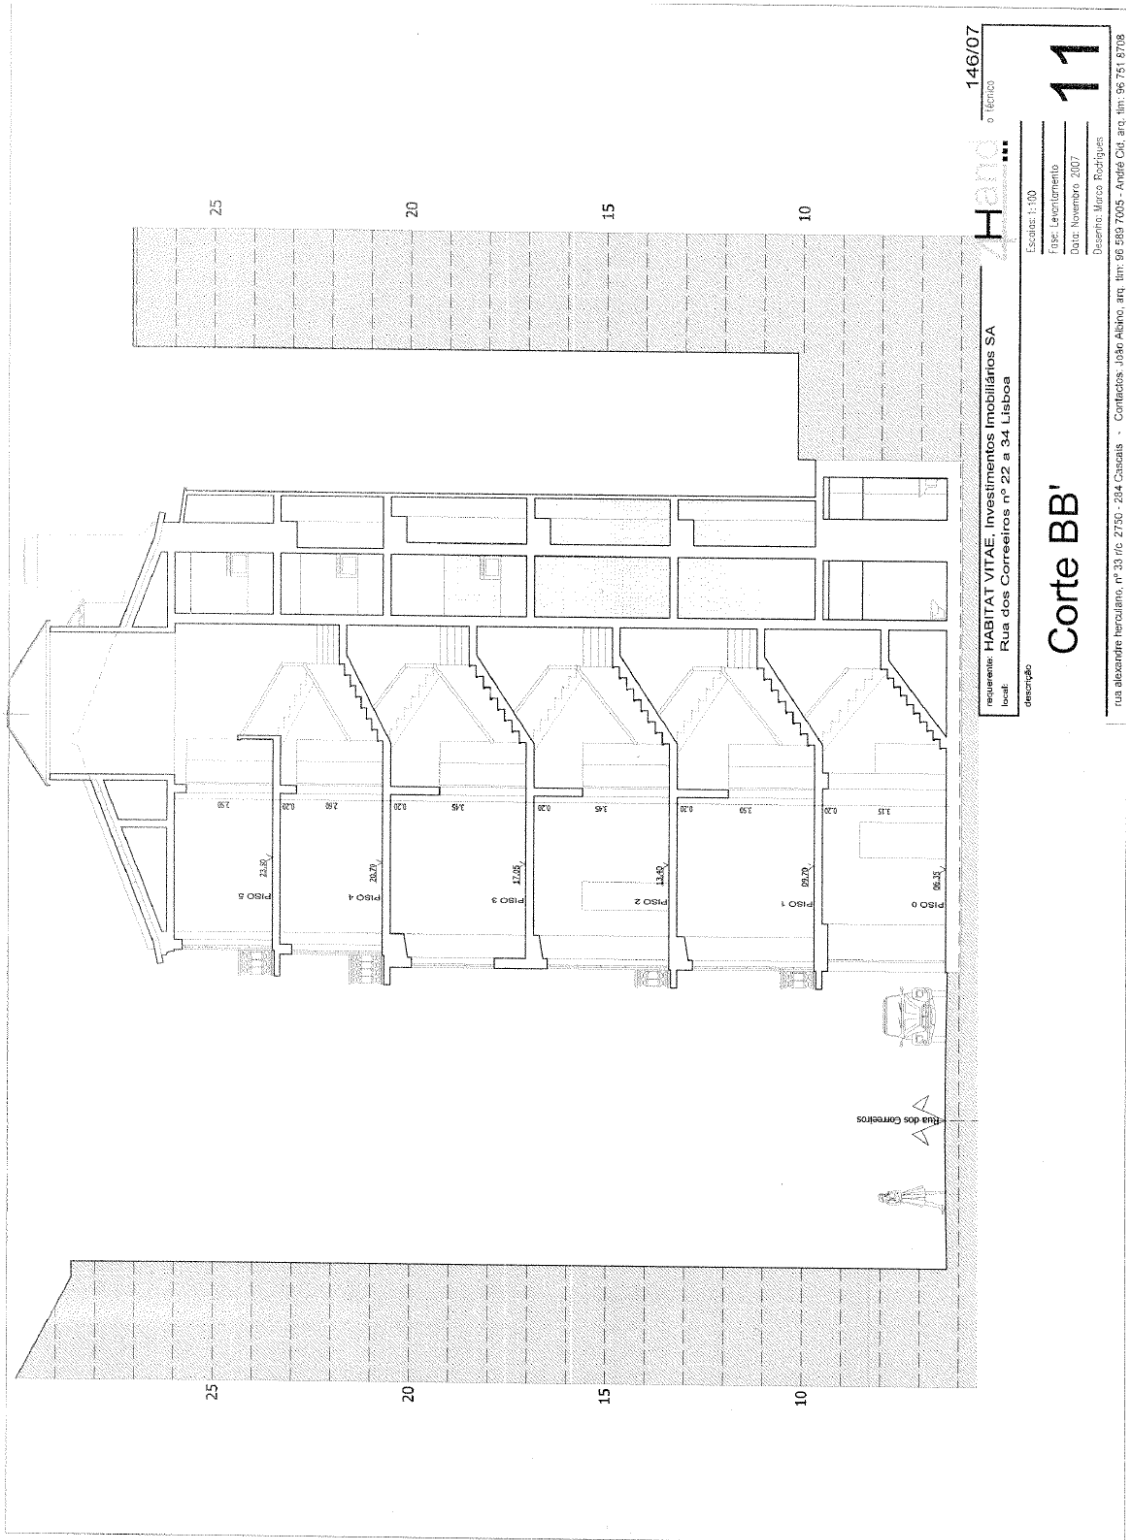 25
20
15
10
25
20
15
10
PISO 5
23.50
2.50
0.20
PISO 4
20.70
2.60
0.20
PISO 3
17.05
3.45
0.20
PISO 2
13.40
3.45
0.20
PISO 1
09.70
3.50
0.20
PISO 0
06.35
3.15
Rua dos Correeiros
requerente: HABITAT VITAE, Investimentos Imobiliários SA
local: Rua dos Correeiros nº 22 a 34 Lisboa
Hand
o técnico
146/07
descrição
Corte BB'
Escalas: 1:100
Fase: Levantamento
Data: Novembro 2007
Desenho: Marco Rodrigues
11
rua alexandre herculano, nº 33 r/c 2750 - 284 Cascais - Contactos: João Albino, arq. tlm: 96 589 7005 - André Cid, arq. tlm: 96 751 8708